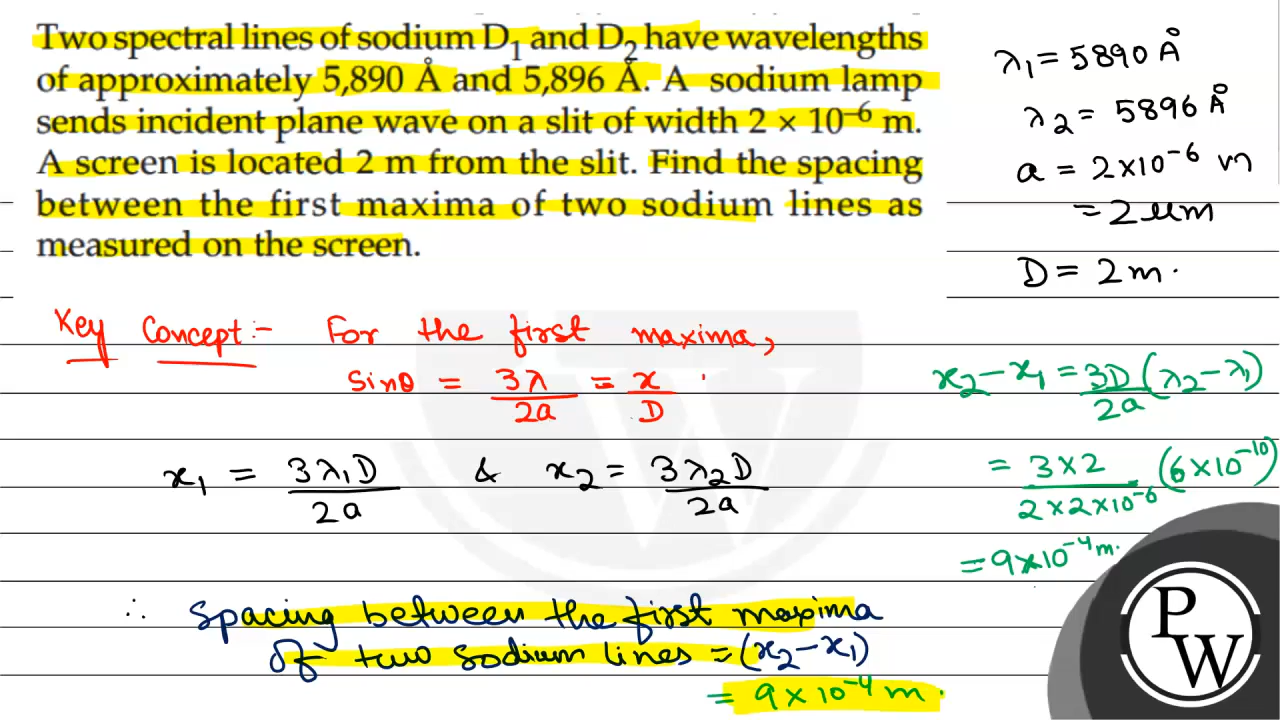 Two spectral lines of sodium D₁ and D₂ have wavelengths
of approximately 5,890 Å and 5,896 Å. A sodium lamp
sends incident plane wave on a slit of width 2 × 10⁻⁶ m.
A screen is located 2 m from the slit. Find the spacing
between the first maxima of two sodium lines as
measured on the screen.
λ₁ = 5890 Å
λ₂ = 5896 Å
a = 2×10⁻⁶ m
= 2 μm
D = 2m.
Key Concept:- For the first maxima,
sinθ = 3λ/2a = x/D
x₁ = 3λ₁D/2a & x₂ = 3λ₂D/2a
x₂ – x₁ = 3D/2a (λ₂ – λ₁)
= 3×2/2×2×10⁻⁶ (6×10⁻¹⁰)
= 9×10⁻⁴ m.
∴ Spacing between the first maxima
of two sodium lines = (x₂ – x₁)
= 9×10⁻⁴ m.
PW